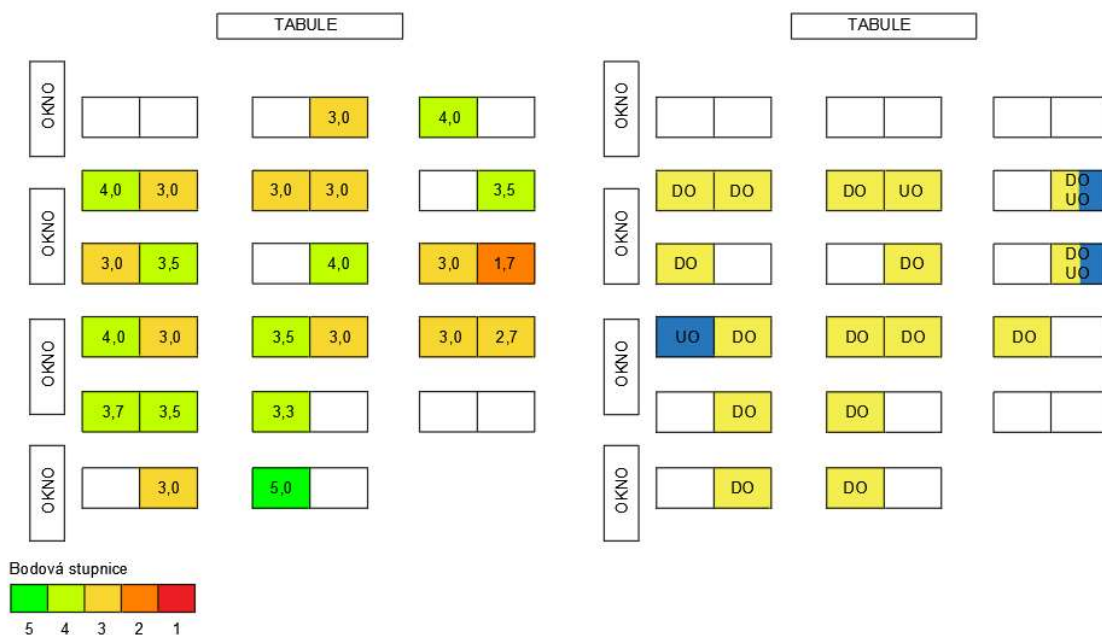 TABULE
OKNO
3,0 4,0
OKNO
4,0 3,0 3,0 3,0 3,5
3,0 3,5 4,0 3,0 1,7
OKNO
4,0 3,0 3,5 3,0 3,0 2,7
3,7 3,5 3,3
OKNO
3,0 5,0
Bodová stupnice
5 4 3 2 1
TABULE
OKNO
OKNO
DO DO DO UO DO
UO
DO DO DO
UO
OKNO
UO DO DO DO DO
DO DO
OKNO
DO DO